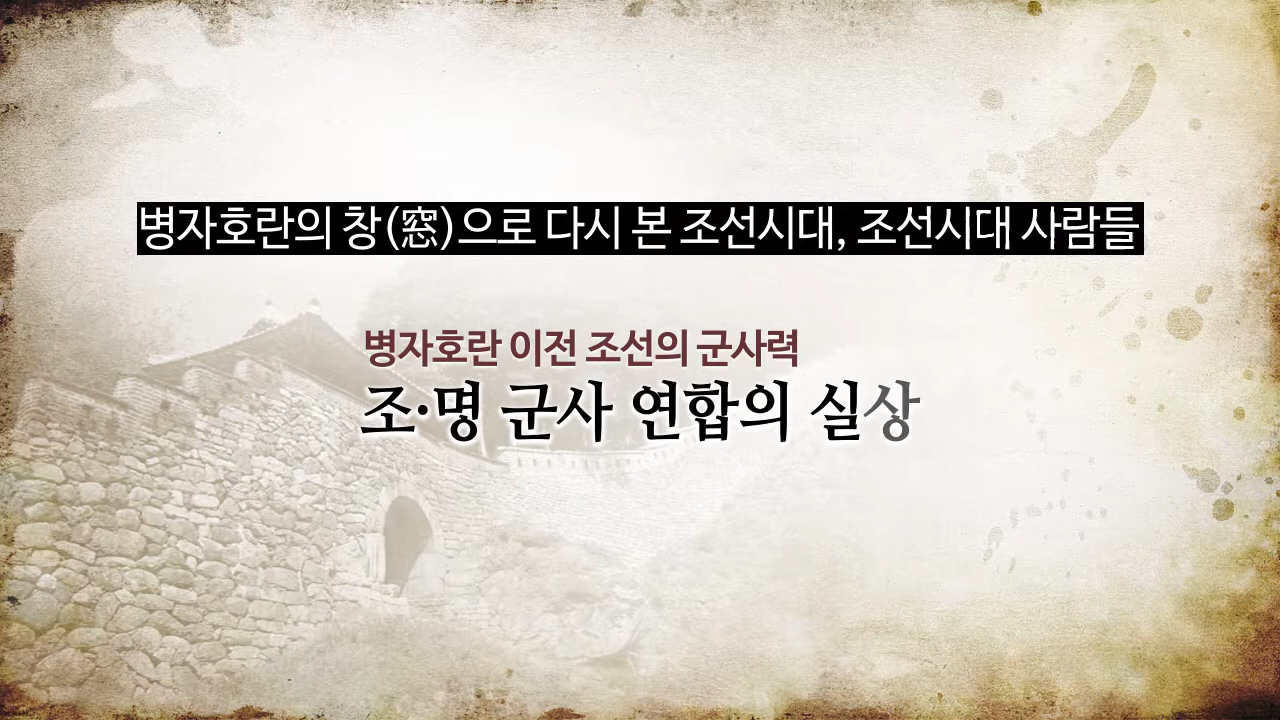 병자호란의 창(窓)으로 다시 본 조선시대, 조선시대 사람들
병자호란 이전 조선의 군사력
조·명 군사 연합의 실상